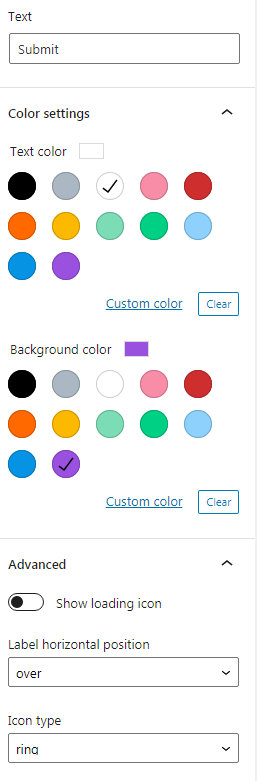 Text
Submit
Color settings
Text color
Custom color
Clear
Background color
Custom color
Clear
Advanced
Show loading icon
Label horizontal position
over
Icon type
ring